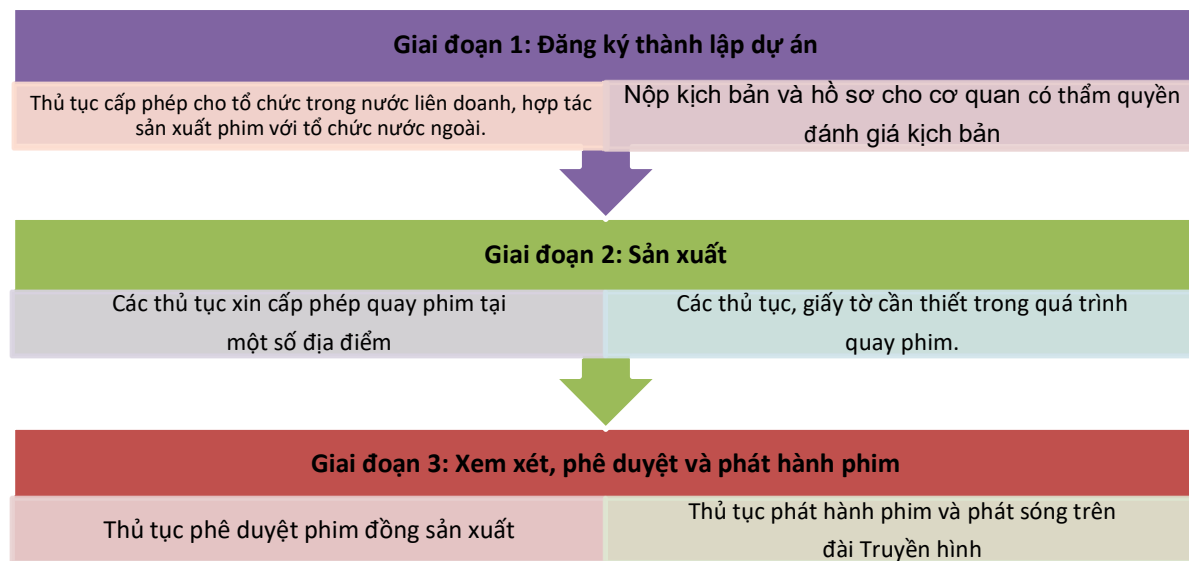 Giai đoạn 1: Đăng ký thành lập dự án
Thủ tục cấp phép cho tổ chức trong nước liên doanh, hợp tác
sản xuất phim với tổ chức nước ngoài.
Nộp kịch bản và hồ sơ cho cơ quan có thẩm quyền
đánh giá kịch bản
Giai đoạn 2: Sản xuất
Các thủ tục xin cấp phép quay phim tại
một số địa điểm
Các thủ tục, giấy tờ cần thiết trong quá trình
quay phim.
Giai đoạn 3: Xem xét, phê duyệt và phát hành phim
Thủ tục phê duyệt phim đồng sản xuất
Thủ tục phát hành phim và phát sóng trên
đài Truyền hình